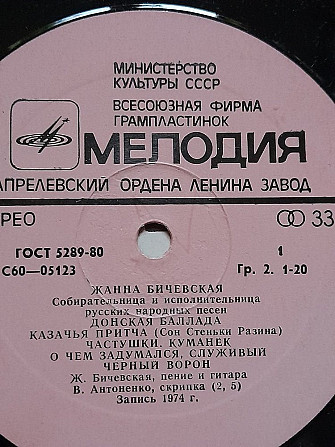 МИНИСТЕРСТВО
КУЛЬТУРЫ СССР
ВСЕСОЮЗНАЯ ФИРМА
ГРАМПЛАСТИНОК
МЕЛОДИЯ
АПРЕЛЕВСКИЙ ОРДЕНА ЛЕНИНА ЗАВОД
РЕО 33
ГОСТ 5289-80 1
С60—05123 Гр. 2. 1-20
ЖАННА БИЧЕВСКАЯ
Собирательница и исполнительница
русских народных песен
ДОНСКАЯ БАЛЛАДА
КАЗАЧЬЯ ПРИТЧА (Сон Стеньки Разина)
ЧАСТУШКИ. КУМАНЕК
О ЧЕМ ЗАДУМАЛСЯ, СЛУЖИВЫЙ
ЧЕРНЫЙ ВОРОН
Ж. Бичевская, пение и гитара
В. Антоненко, скрипка (2, 5)
Запись 1974 г.